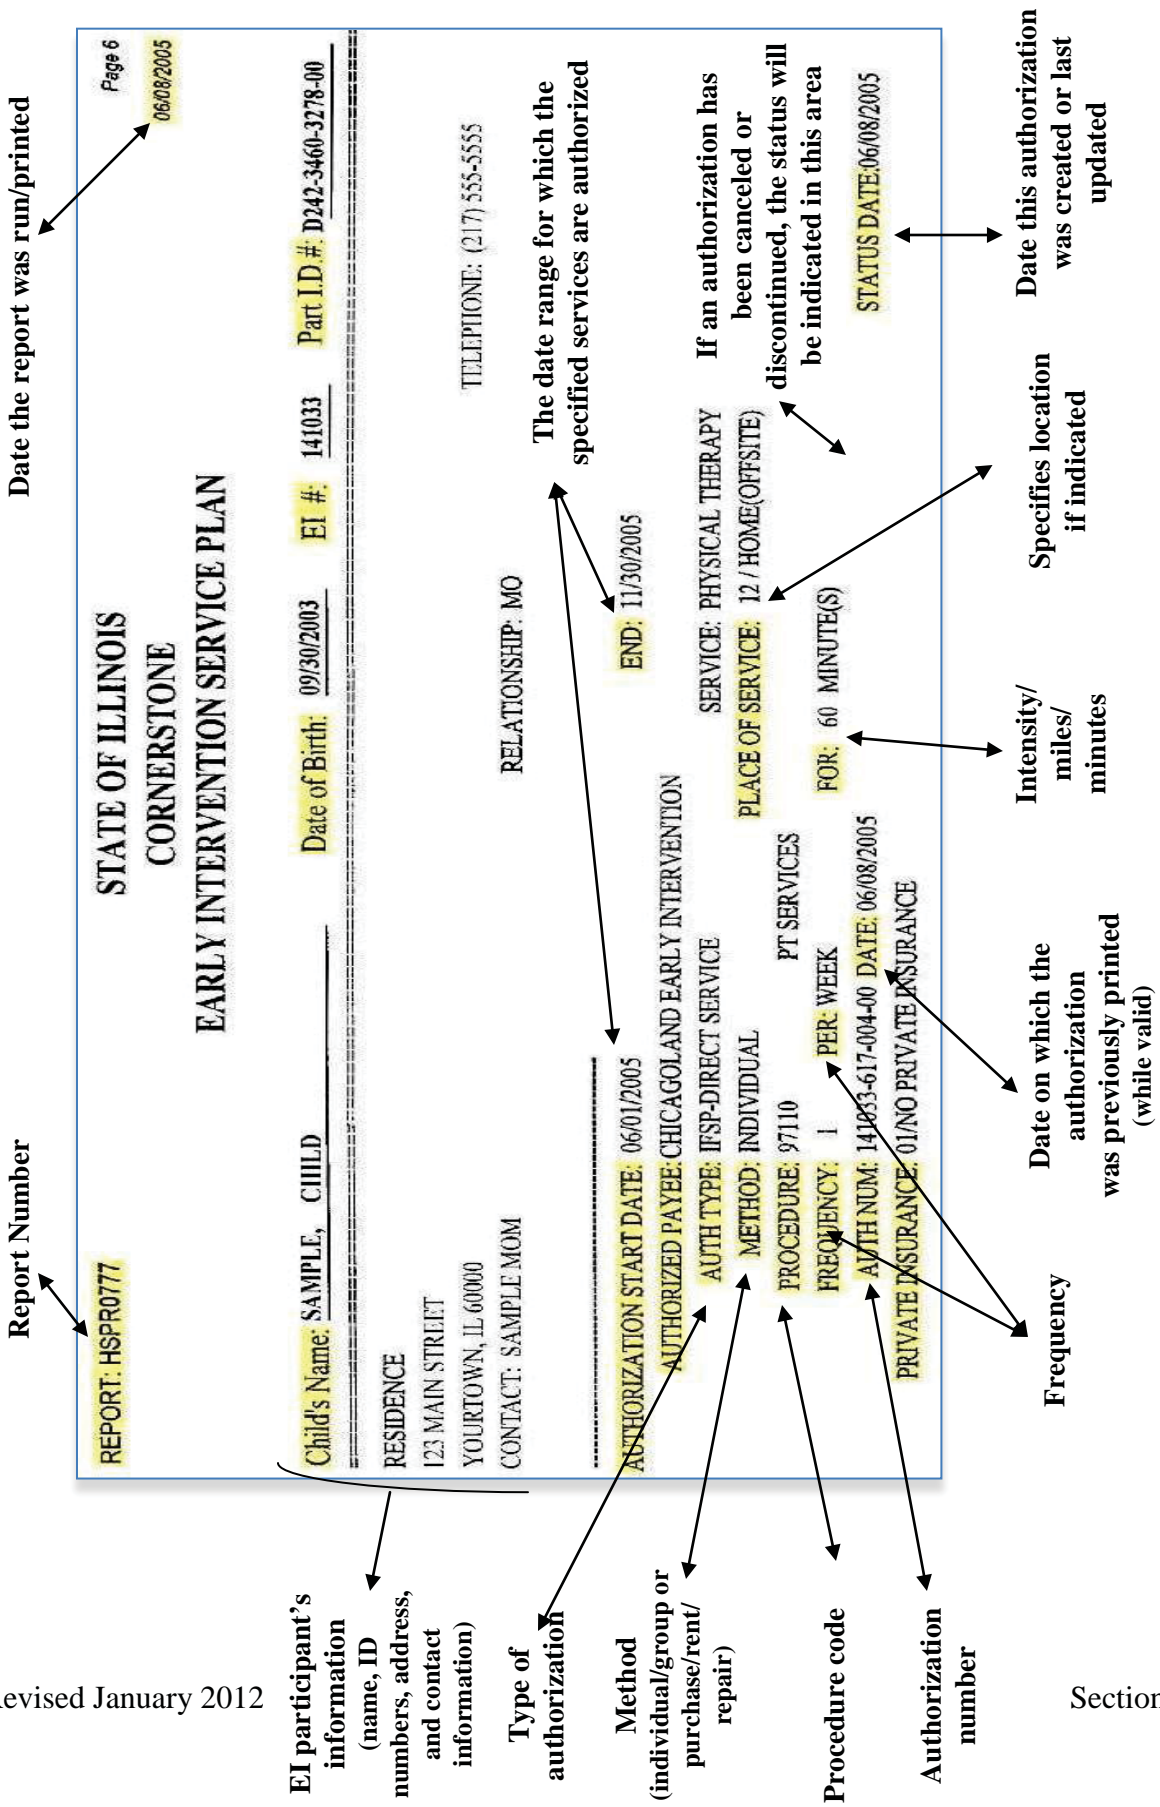 Report Number
Date the report was run/printed
REPORT: HSPR0777
Page 6
06/08/2005
STATE OF ILLINOIS
CORNERSTONE
EARLY INTERVENTION SERVICE PLAN
Child's Name: SAMPLE, CHILD Date of Birth: 09/30/2003 EI #: 141033 Part I.D.#: D242-3460-3278-00
RESIDENCE
123 MAIN STREET
YOURTOWN, IL 60000 TELEPHONE: (217) 555-5555
CONTACT: SAMPLE MOM RELATIONSHIP: MO
AUTHORIZATION START DATE: 06/01/2005 END: 11/30/2005
AUTHORIZED PAYEE: CHICAGOLAND EARLY INTERVENTION
AUTH TYPE: IFSP-DIRECT SERVICE SERVICE: PHYSICAL THERAPY
METHOD: INDIVIDUAL PLACE OF SERVICE: 12 / HOME(OFFSITE)
PROCEDURE: 97110 PT SERVICES
FREQUENCY: 1 PER: WEEK FOR: 60 MINUTE(S)
AUTH NUM: 141033-617-004-00 DATE: 06/08/2005 STATUS DATE:06/08/2005
PRIVATE INSURANCE: 01/NO PRIVATE INSURANCE
The date range for which the
specified services are authorized
If an authorization has
been canceled or
discontinued, the status will
be indicated in this area
EI participant's
information
(name, ID
numbers, address,
and contact
information)
Type of
authorization
Method
(individual/group or
purchase/rent/
repair)
Procedure code
Authorization
number
Frequency
Date on which the
authorization
was previously printed
(while valid)
Intensity/
miles/
minutes
Specifies location
if indicated
Date this authorization
was created or last
updated
evised January 2012
Section